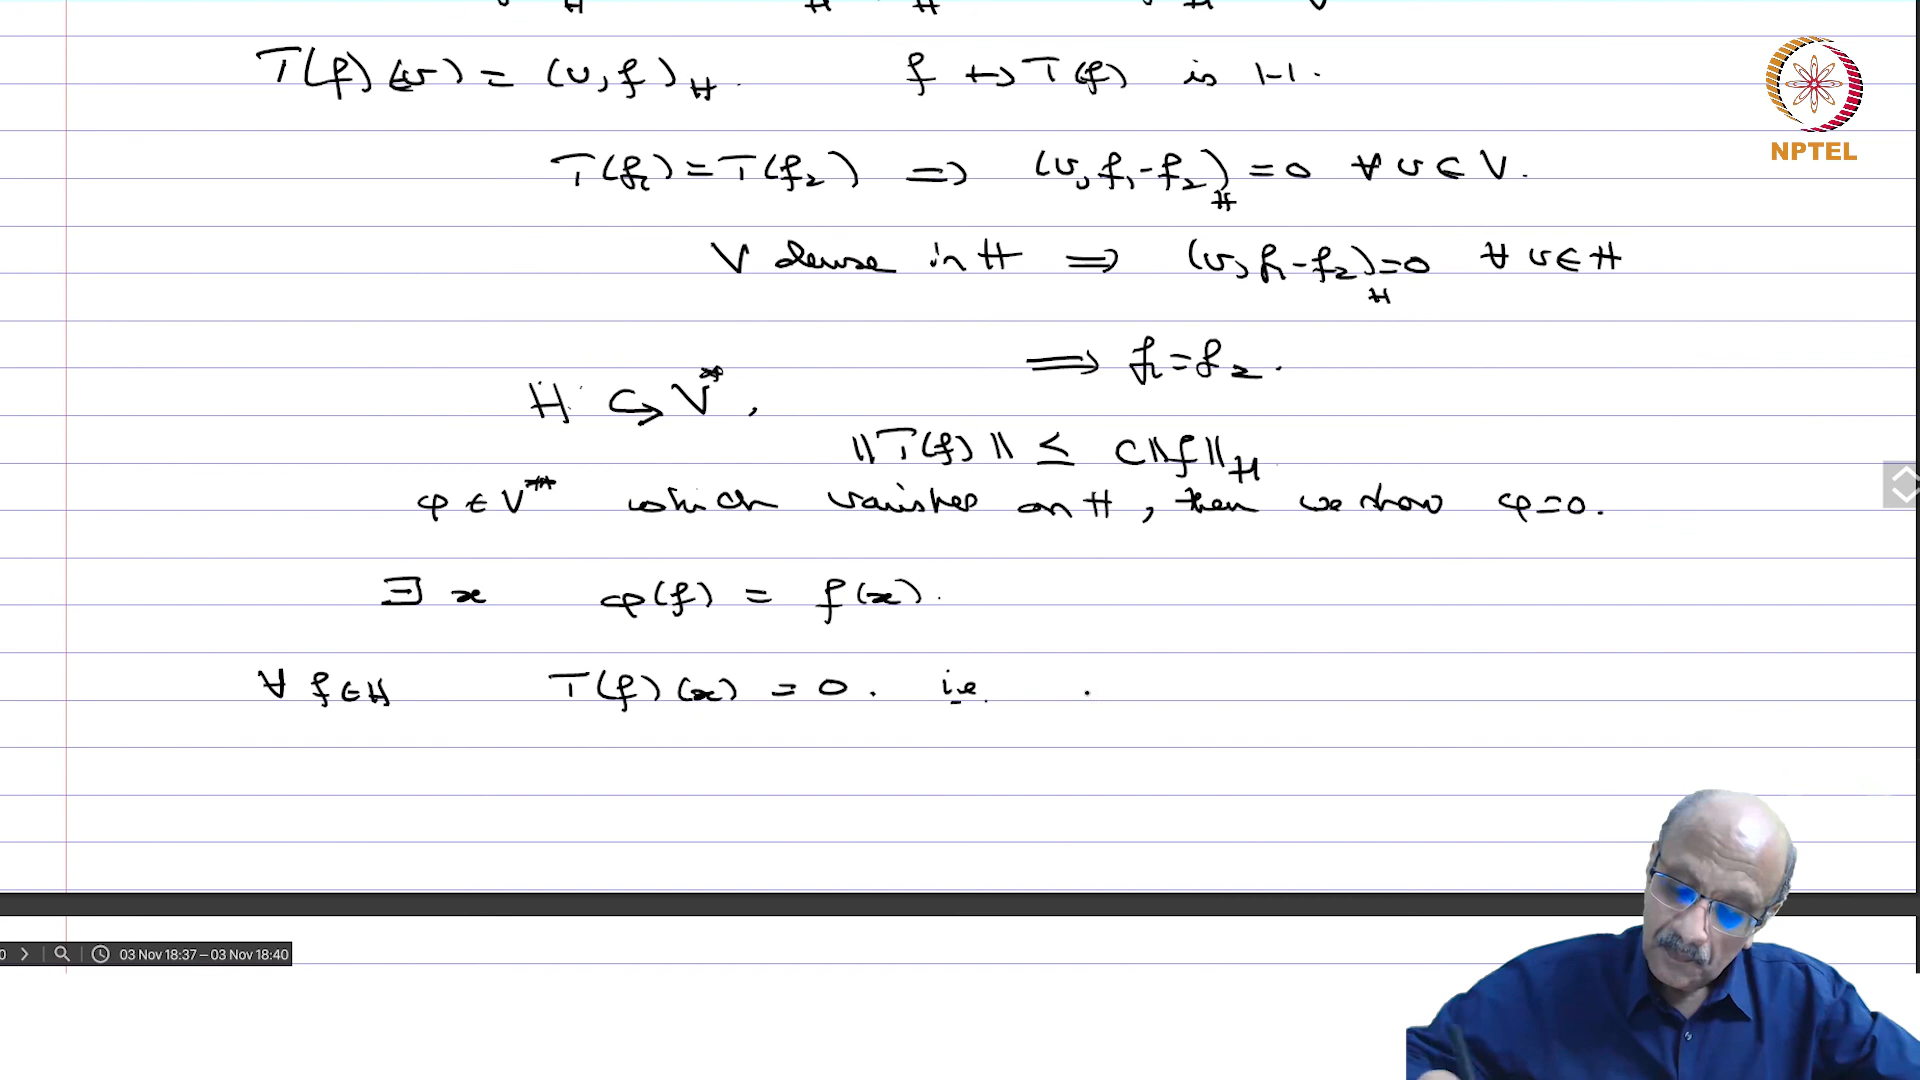 T(f)(v) = (v, f)_H. f ↦ T(f) is 1-1.
NPTEL
T(f₁) = T(f₂) ⟹ (v, f₁-f₂)_H = 0 ∀ v ∈ V.
V dense in H ⟹ (v, f₁-f₂)_H = 0 ∀ v ∈ H
⟹ f₁ = f₂.
H ↪ V*,
||T(f)|| ≤ C||f||_H
φ ∈ V** which vanishes on H, then we show φ=0.
∃ x φ(f) = f(x).
∀ f ∈ H T(f)(x) = 0. i.e.
03 Nov 18:37 – 03 Nov 18:40